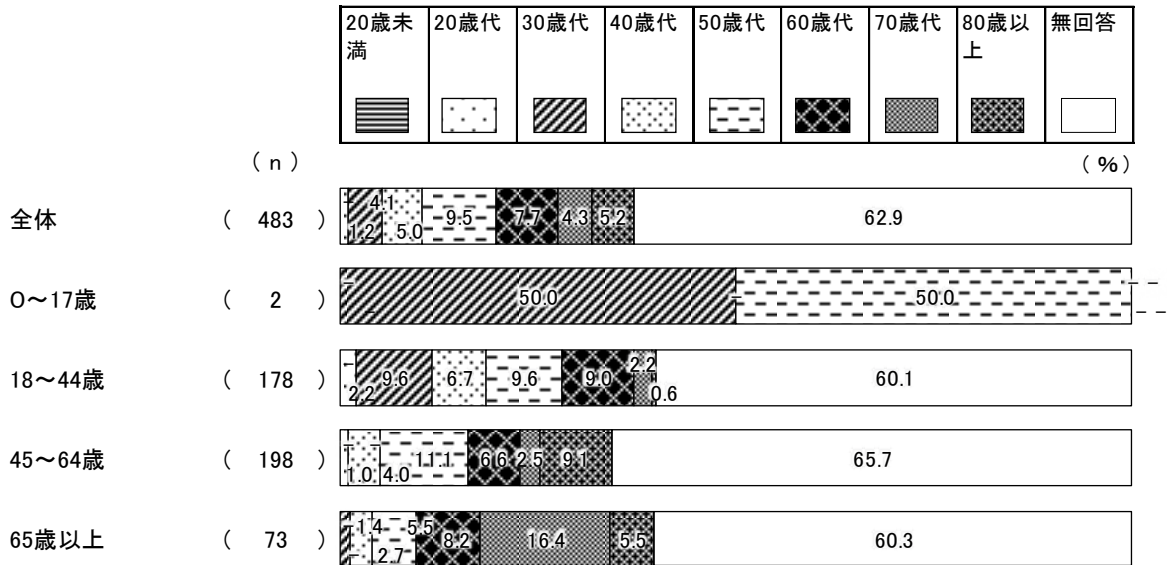 20歳未満 20歳代 30歳代 40歳代 50歳代 60歳代 70歳代 80歳以上 無回答
（ｎ） （%）
全体 （ 483 ） 1.2 4.1 5.0 9.5 7.7 4.3 5.2 62.9
0～17歳 （ 2 ） 50.0 50.0
18～44歳 （ 178 ） 2.2 9.6 6.7 9.6 9.0 2.2 0.6 60.1
45～64歳 （ 198 ） 1.0 4.0 11.1 6.6 2.5 9.1 65.7
65歳以上 （ 73 ） 1.4 2.7 5.5 8.2 16.4 5.5 60.3